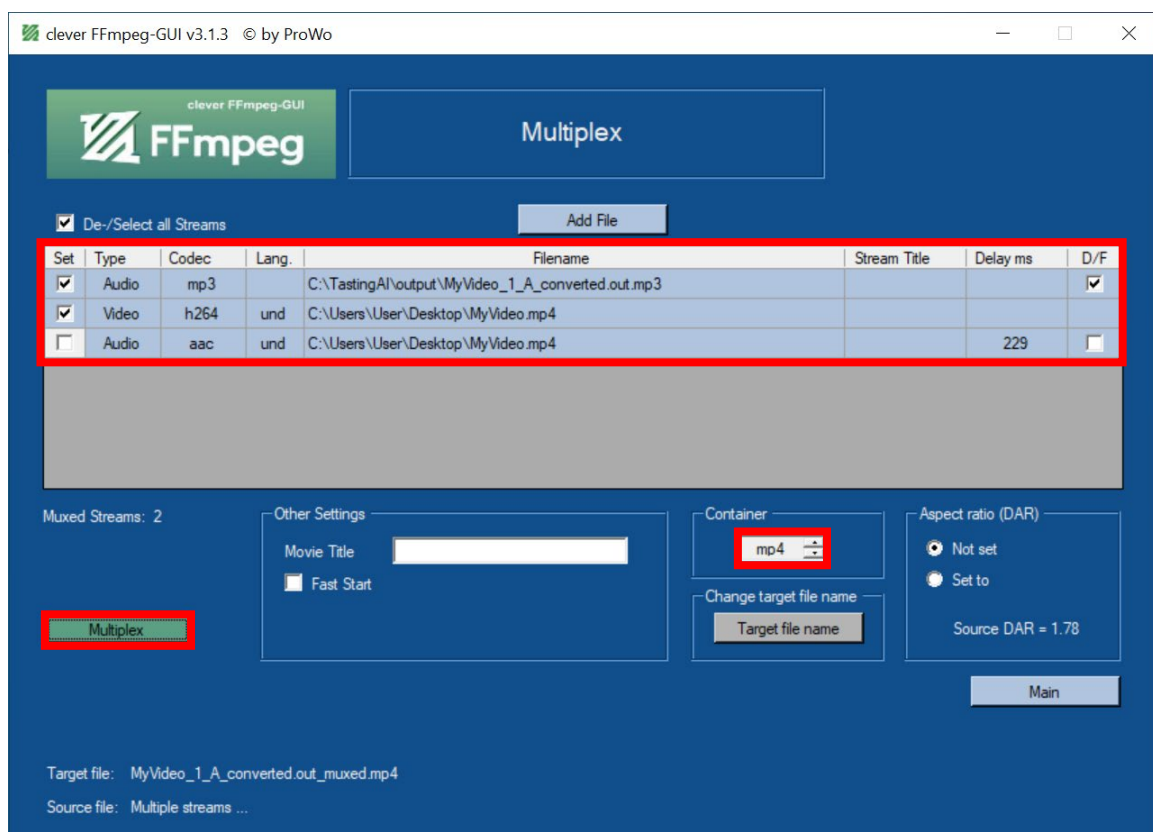 clever FFmpeg-GUI v3.1.3 © by ProWo
clever FFmpeg-GUI
FFmpeg
Multiplex
De-/Select all Streams
Add File
Set Type Codec Lang. Filename Stream Title Delay ms D/F
Audio mp3 C:\TastingAI\output\MyVideo_1_A_converted.out.mp3
Video h264 und C:\Users\User\Desktop\MyVideo.mp4
Audio aac und C:\Users\User\Desktop\MyVideo.mp4 229
Muxed Streams: 2
Other Settings
Movie Title
Fast Start
Container
mp4
Change target file name
Target file name
Aspect ratio (DAR)
Not set
Set to
Source DAR = 1.78
Multiplex
Main
Target file: MyVideo_1_A_converted.out_muxed.mp4
Source file: Multiple streams ...